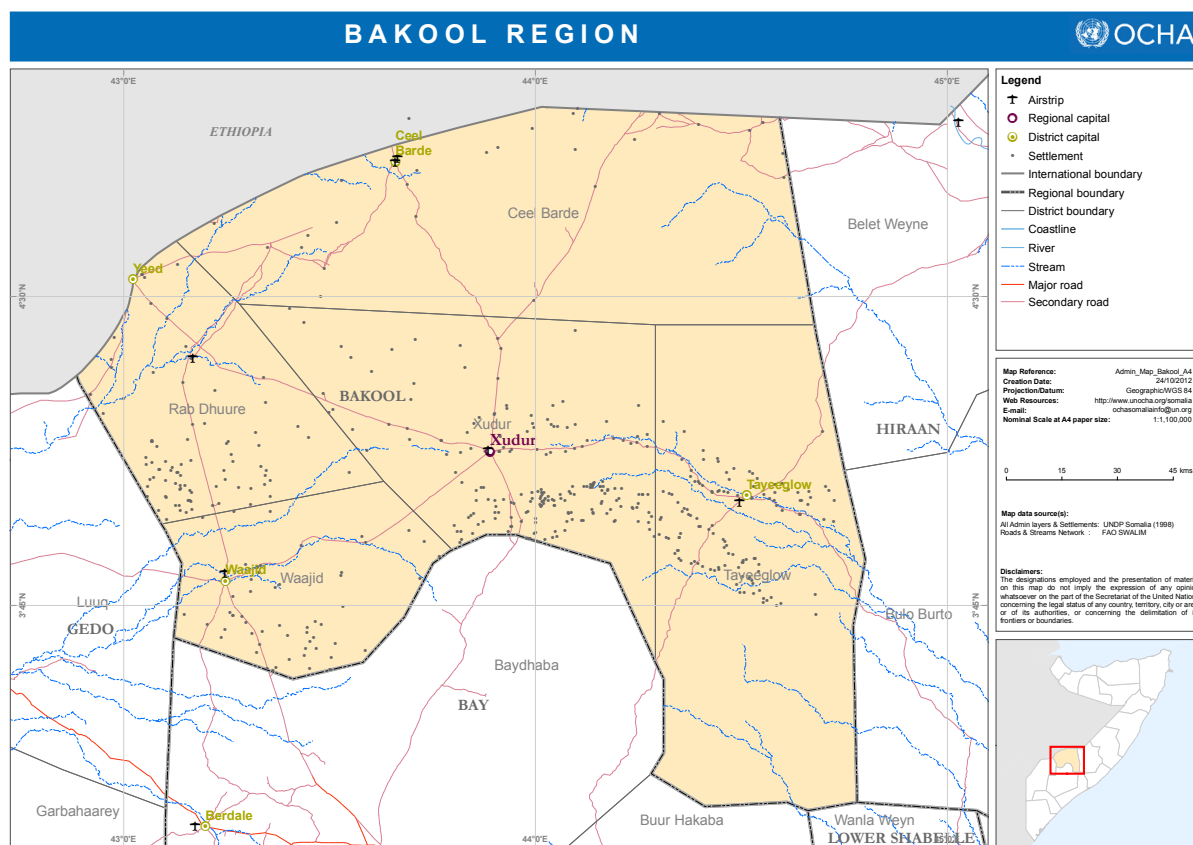 BAKOOL REGION
OCHA
43°0'E
44°0'E
45°0'E
ETHIOPIA
Ceel
Barde
Ceel Barde
Belet Weyne
Yeed
4°30'N
4°30'N
BAKOOL
Rab Dhuure
Xudur
Xudur
HIRAAN
Tayeeglow
Waajid
Waajid
Tayeeglow
Luuq
3°45'N
3°45'N
Bulo Burto
GEDO
Baydhaba
BAY
Garbahaarey
Berdale
Buur Hakaba
Wanla Weyn
LOWER SHABELLE
43°0'E
44°0'E
Legend
Airstrip
Regional capital
District capital
Settlement
International boundary
Regional boundary
District boundary
Coastline
River
Stream
Major road
Secondary road
Map Reference: Admin_Map_Bakool_A4
Creation Date: 24/10/2012
Projection/Datum: Geographic/WGS 84
Web Resources: http://www.unocha.org/somalia
E-mail: ochasomaliainfo@un.org
Nominal Scale at A4 paper size: 1:1,100,000
0 15 30 45 kms
Map data source(s):
All Admin layers & Settlements: UNDP Somalia (1998)
Roads & Streams Network : FAO SWALIM
Disclaimers:
The designations employed and the presentation of mater
on this map do not imply the expression of any opini
whatsoever on the part of the Secretariat of the United Nation
concerning the legal status of any country, territory, city or are
or of its authorities, or concerning the delimitation of i
frontiers or boundaries.